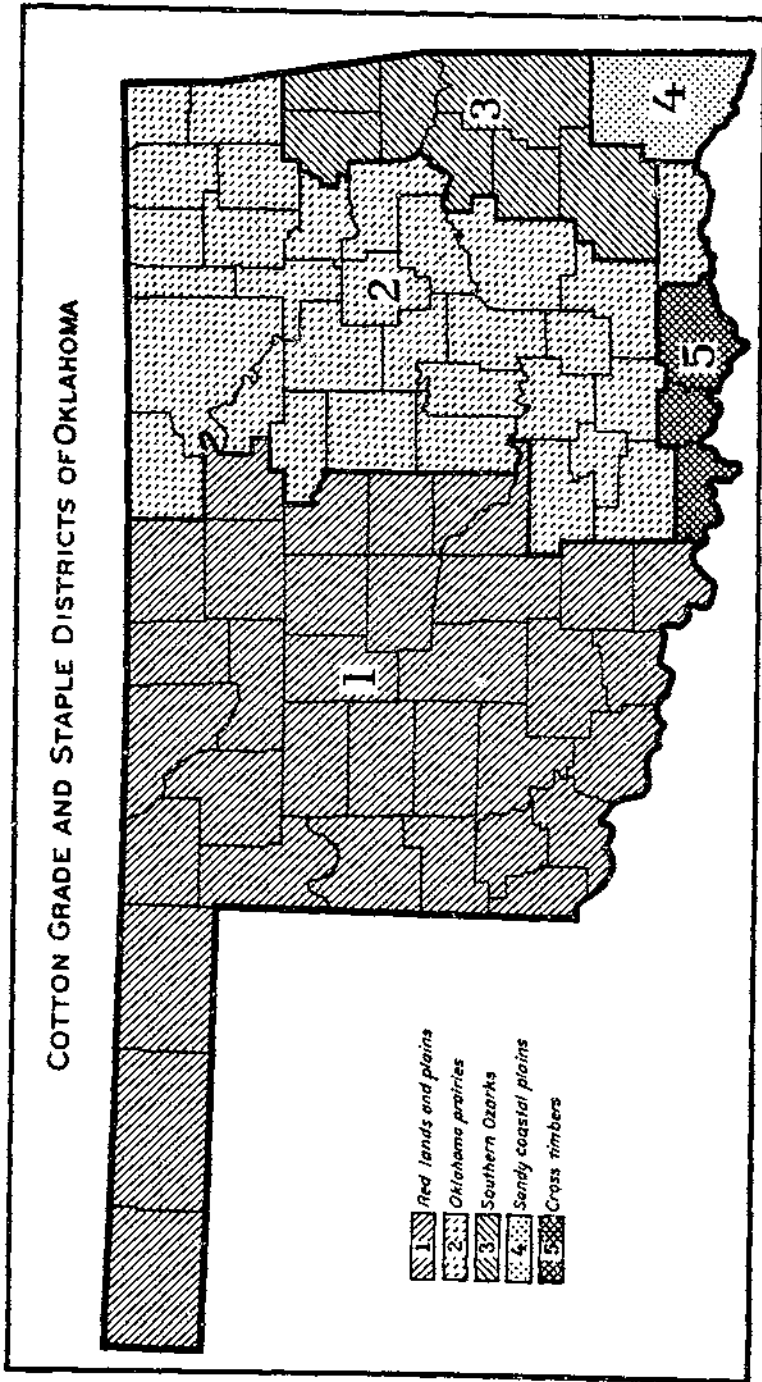 COTTON GRADE AND STAPLE DISTRICTS OF OKLAHOMA
1
2
3
4
5
1 Red lands and plains
2 Oklahoma prairies
3 Southern Ozarks
4 Sandy coastal plains
5 Cross timbers